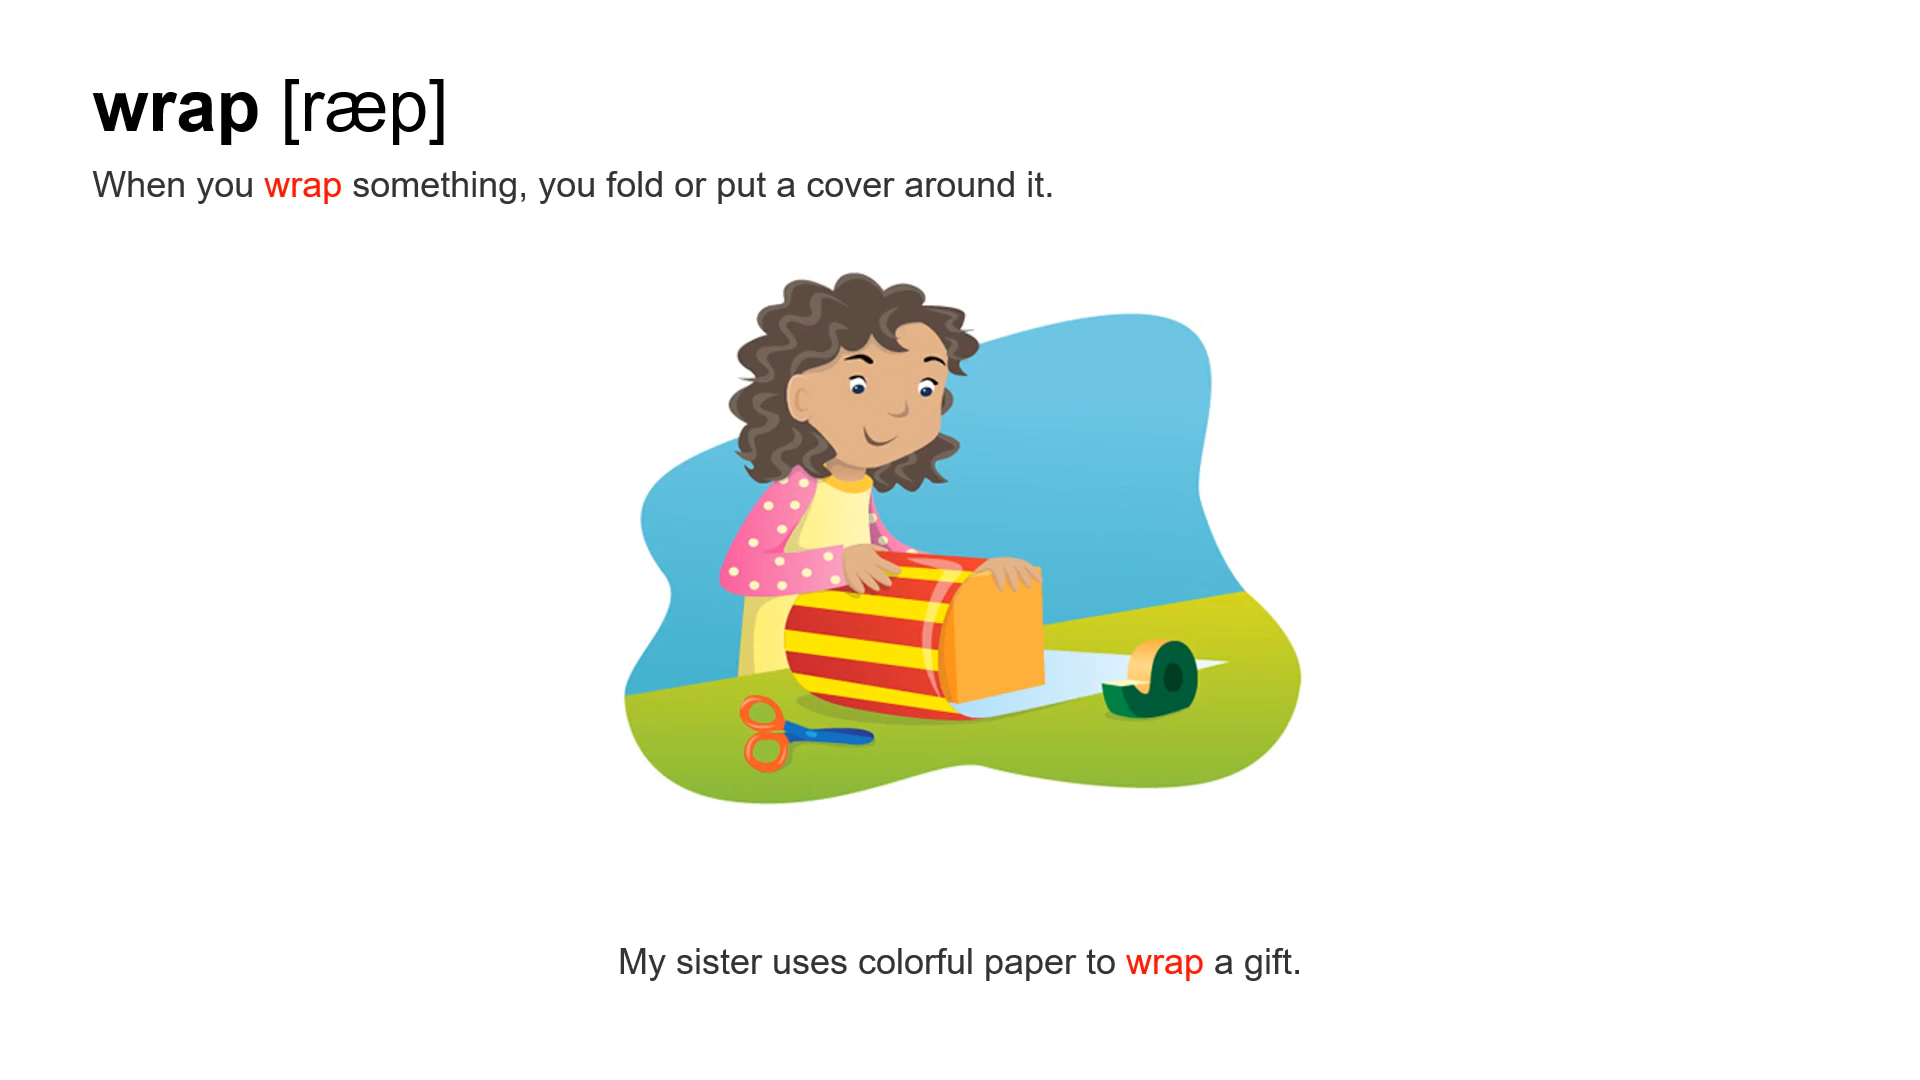 wrap [ræp]
When you wrap something, you fold or put a cover around it.
My sister uses colorful paper to wrap a gift.